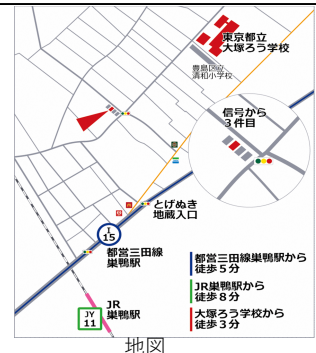 東京都立
大塚ろう学校
豊島区立
清和小学校
信号から
3件目
とげぬき
地蔵入口
I
15
都営三田線
巣鴨駅
JR
巣鴨駅
JY
11
都営三田線巣鴨駅から
徒歩5分
JR巣鴨駅から
徒歩8分
大塚ろう学校から
徒歩3分
地図